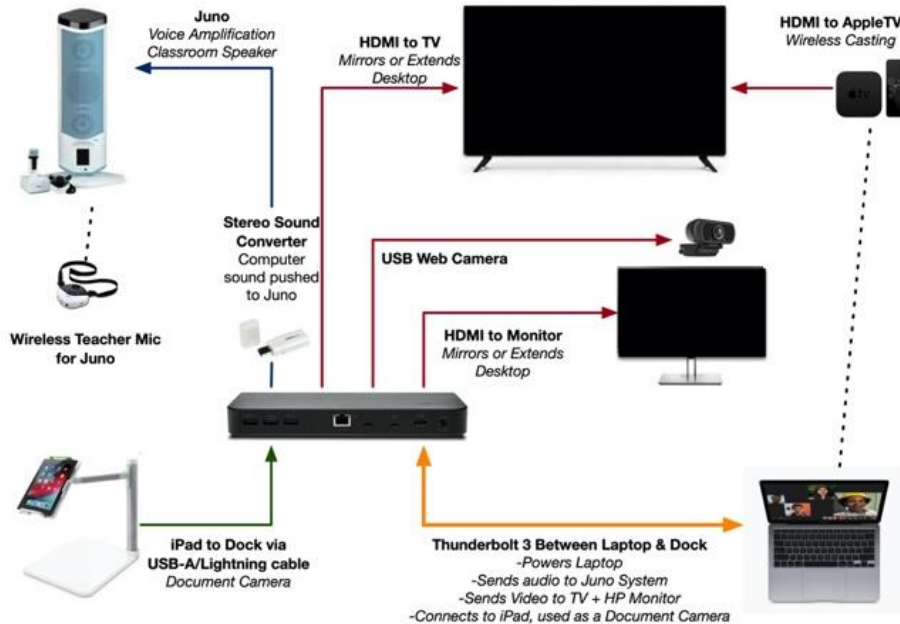 Juno
Voice Amplification
Classroom Speaker
HDMI to TV
Mirrors or Extends
Desktop
HDMI to AppleTV
Wireless Casting
tv
Stereo Sound
Converter
Computer
sound pushed
to Juno
USB Web Camera
Wireless Teacher Mic
for Juno
HDMI to Monitor
Mirrors or Extends
Desktop
iPad to Dock via
USB-A/Lightning cable
Document Camera
Thunderbolt 3 Between Laptop & Dock
-Powers Laptop
-Sends audio to Juno System
-Sends Video to TV + HP Monitor
-Connects to iPad, used as a Document Camera